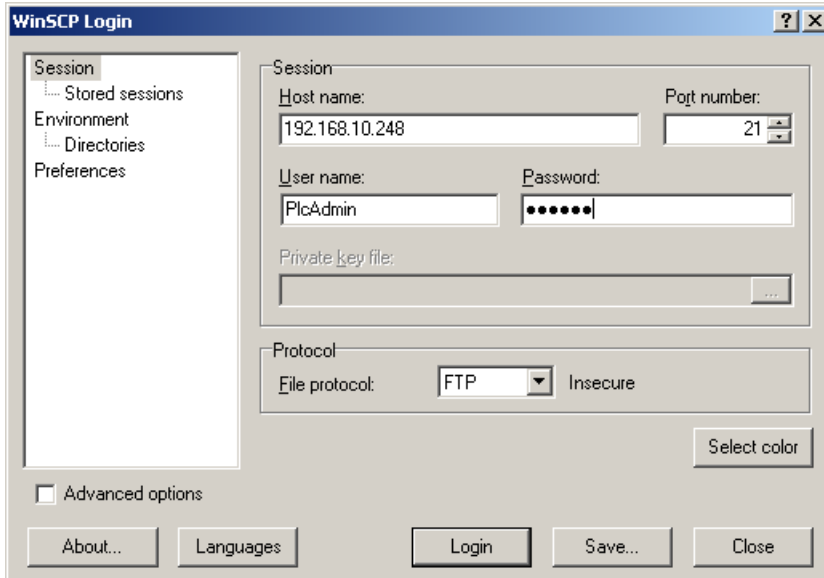 WinSCP Login
Session
Stored sessions
Environment
Directories
Preferences
Session
Host name: Port number:
192.168.10.248 21
User name: Password:
PlcAdmin ●●●●●●
Private key file:
...
Protocol
File protocol: FTP Insecure
Select color
Advanced options
About... Languages Login Save... Close